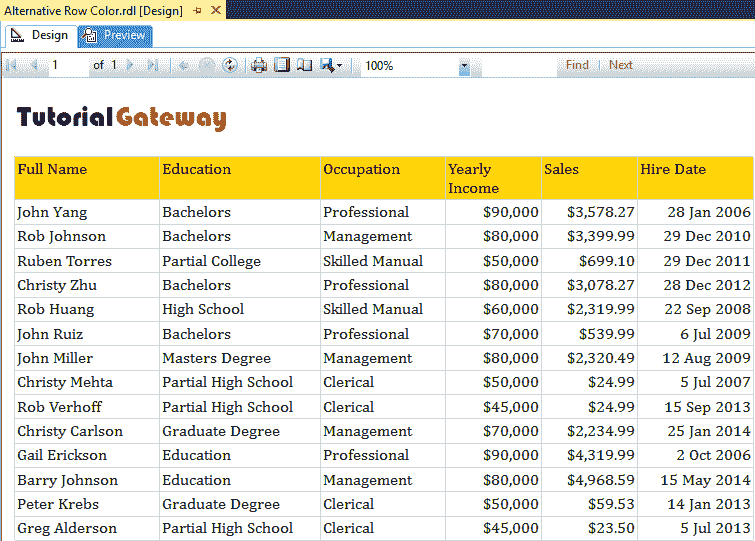 Alternative Row Color.rdl [Design]
Design Preview
1 of 1 100% Find | Next
TutorialGateway
Full Name Education Occupation Yearly Income Sales Hire Date
John Yang Bachelors Professional $90,000 $3,578.27 28 Jan 2006
Rob Johnson Bachelors Management $80,000 $3,399.99 29 Dec 2010
Ruben Torres Partial College Skilled Manual $50,000 $699.10 29 Dec 2011
Christy Zhu Bachelors Professional $80,000 $3,078.27 28 Dec 2012
Rob Huang High School Skilled Manual $60,000 $2,319.99 22 Sep 2008
John Ruiz Bachelors Professional $70,000 $539.99 6 Jul 2009
John Miller Masters Degree Management $80,000 $2,320.49 12 Aug 2009
Christy Mehta Partial High School Clerical $50,000 $24.99 5 Jul 2007
Rob Verhoff Partial High School Clerical $45,000 $24.99 15 Sep 2013
Christy Carlson Graduate Degree Management $70,000 $2,234.99 25 Jan 2014
Gail Erickson Education Professional $90,000 $4,319.99 2 Oct 2006
Barry Johnson Education Management $80,000 $4,968.59 15 May 2014
Peter Krebs Graduate Degree Clerical $50,000 $59.53 14 Jan 2013
Greg Alderson Partial High School Clerical $45,000 $23.50 5 Jul 2013